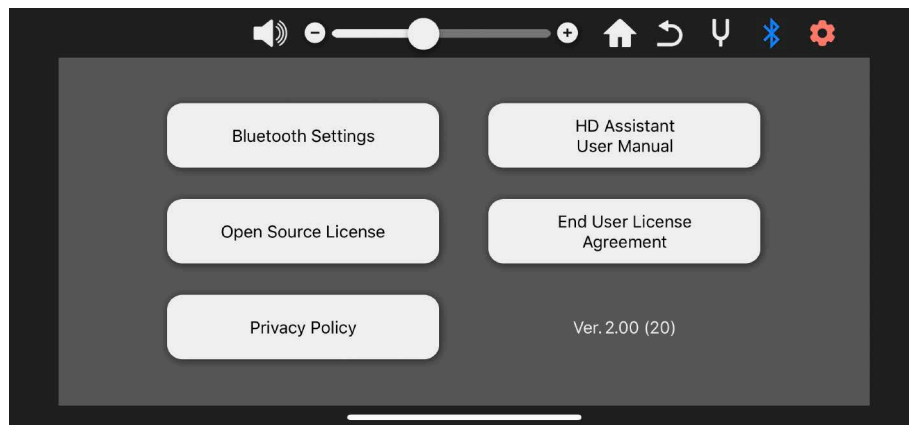 Bluetooth Settings
HD Assistant
User Manual
Open Source License
End User License
Agreement
Privacy Policy
Ver. 2.00 (20)